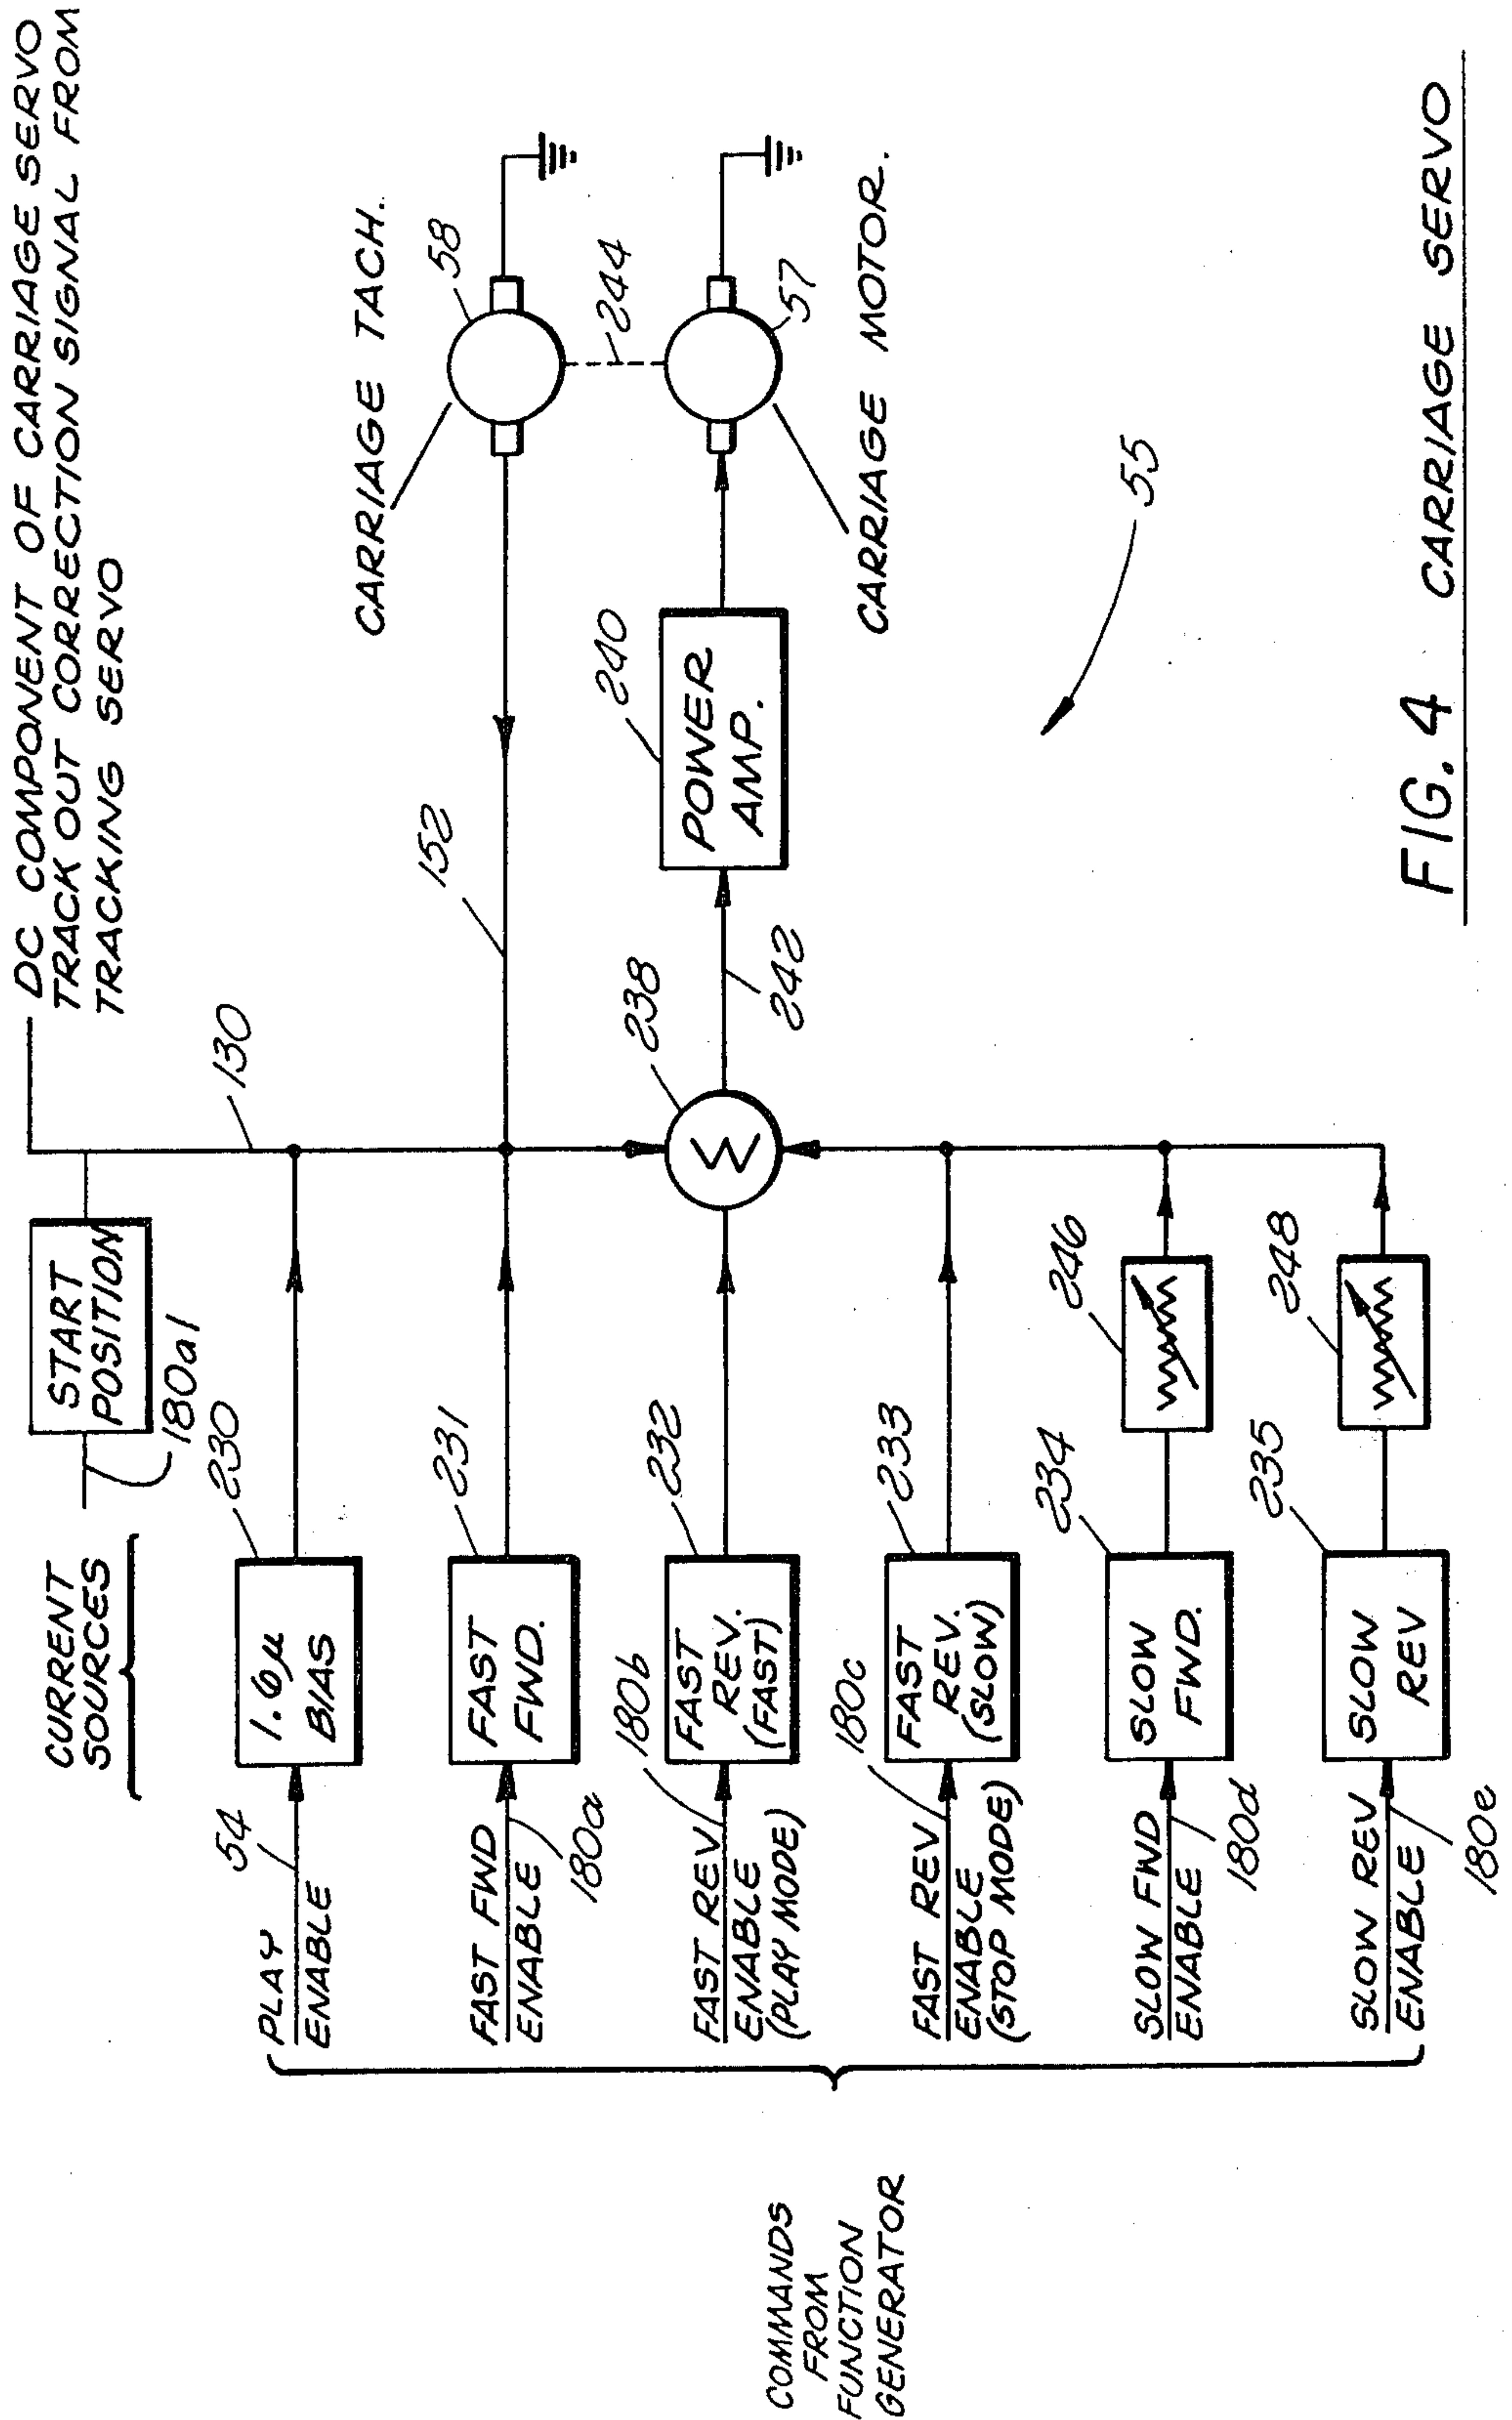 DC COMPONENT OF CARRIAGE SERVO
TRACK OUT CORRECTION SIGNAL FROM
TRACKING SERVO
130
START
POSITION
180a1
CURRENT
SOURCES
PLAY
ENABLE
54
1.6μ
BIAS
230
FAST FWD
ENABLE
180a
FAST
FWD.
231
FAST REV
ENABLE
(PLAY MODE)
180b
FAST
REV.
(FAST)
232
FAST REV
ENABLE
(STOP MODE)
180c
FAST
REV.
(SLOW)
233
SLOW FWD
ENABLE
180d
SLOW
FWD.
234
246
SLOW REV
ENABLE
180e
SLOW
REV
235
248
COMMANDS
FROM
FUNCTION
GENERATOR
Σ
238
242
152
POWER
AMP.
240
CARRIAGE TACH.
58
244
57
CARRIAGE MOTOR.
55
FIG. 4 CARRIAGE SERVO